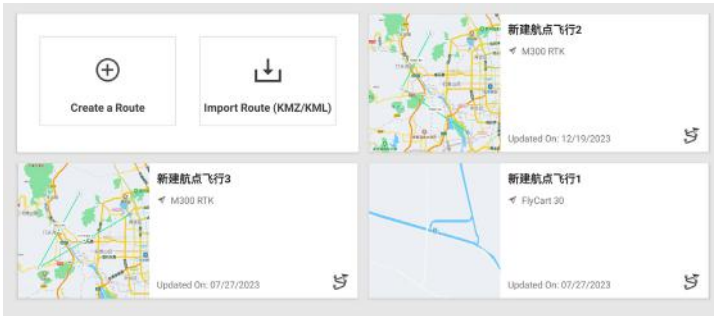 Create a Route
Import Route (KMZ/KML)
新建航点飞行2
M300 RTK
Updated On: 12/19/2023
新建航点飞行3
M300 RTK
Updated On: 07/27/2023
新建航点飞行1
FlyCart 30
Updated On: 07/27/2023